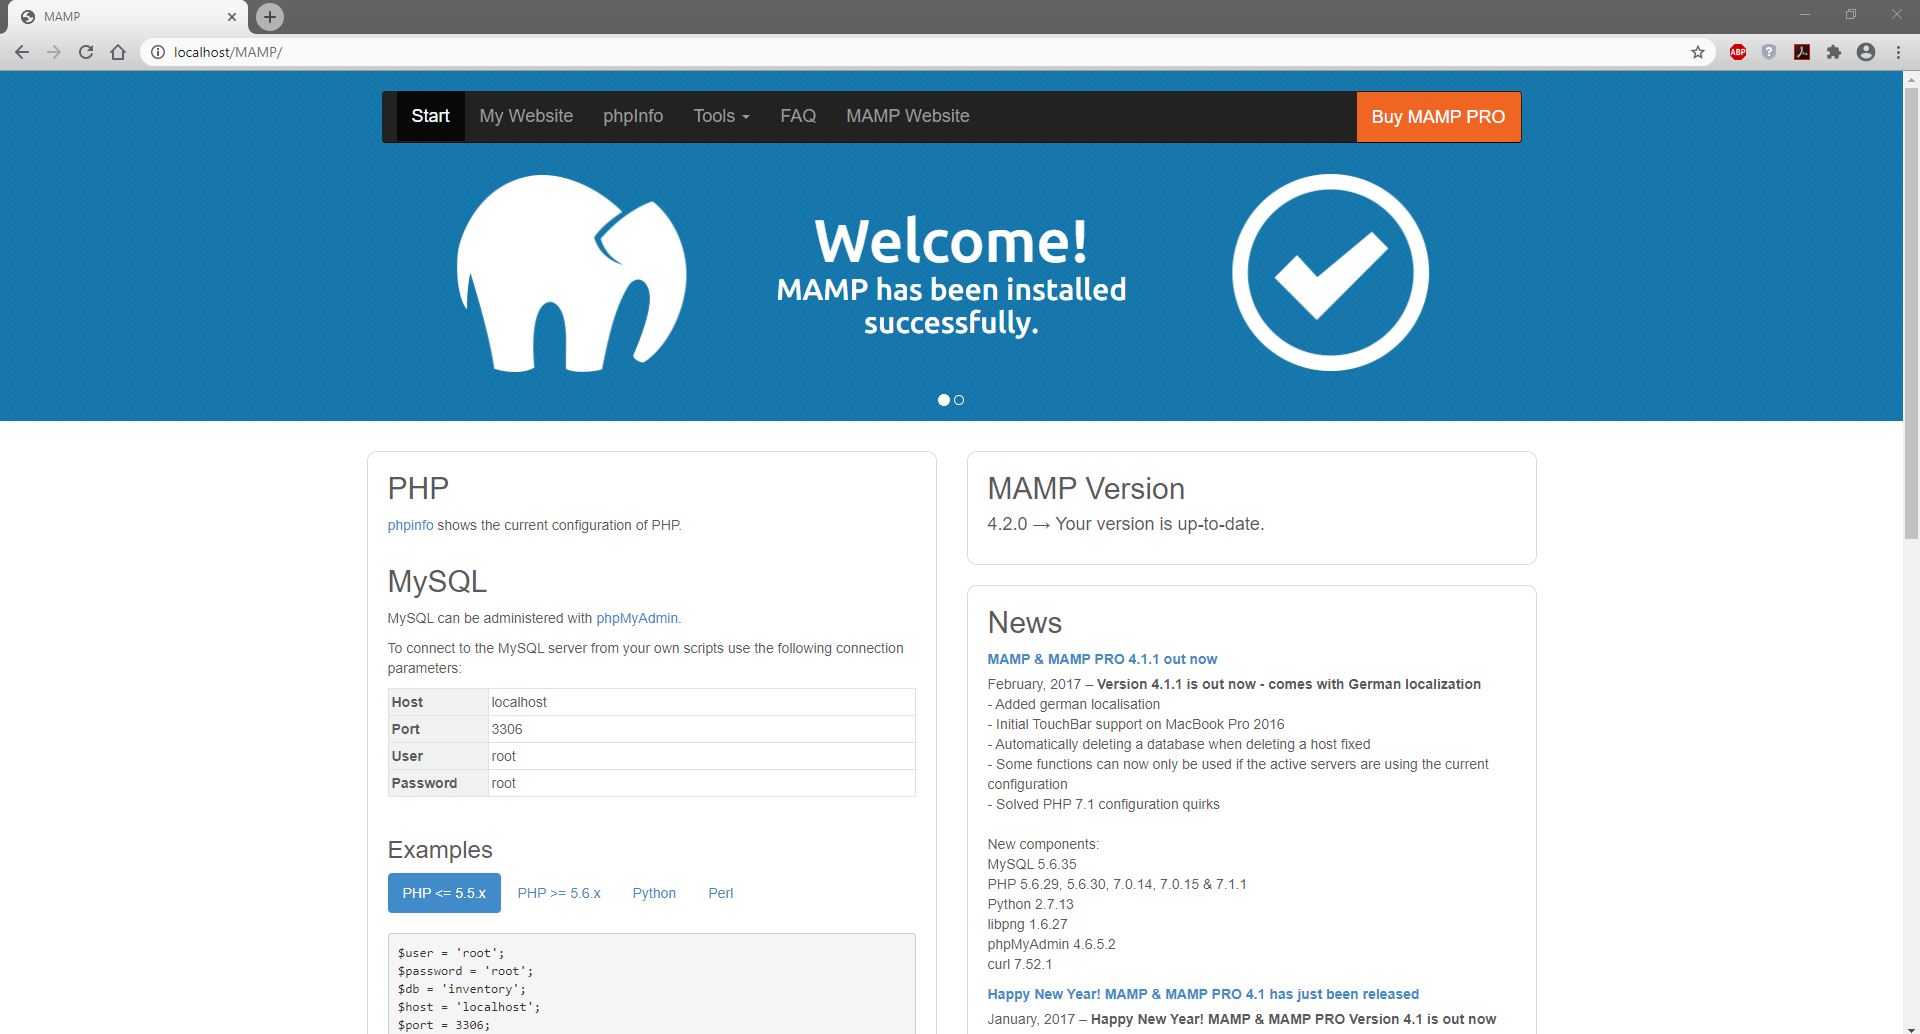 MAMP
localhost/MAMP/
ABP
Start
My Website
phpInfo
Tools
FAQ
MAMP Website
Buy MAMP PRO
Welcome!
MAMP has been installed
successfully.
PHP
phpinfo shows the current configuration of PHP.
MySQL
MySQL can be administered with phpMyAdmin.
To connect to the MySQL server from your own scripts use the following connection
parameters:
Host localhost
Port 3306
User root
Password root
Examples
PHP <= 5.5.x PHP >= 5.6.x Python Perl
$user = 'root';
$password = 'root';
$db = 'inventory';
$host = 'localhost';
$port = 3306;
MAMP Version
4.2.0 → Your version is up-to-date.
News
MAMP & MAMP PRO 4.1.1 out now
February, 2017 – Version 4.1.1 is out now - comes with German localization
- Added german localisation
- Initial TouchBar support on MacBook Pro 2016
- Automatically deleting a database when deleting a host fixed
- Some functions can now only be used if the active servers are using the current
configuration
- Solved PHP 7.1 configuration quirks
New components:
MySQL 5.6.35
PHP 5.6.29, 5.6.30, 7.0.14, 7.0.15 & 7.1.1
Python 2.7.13
libpng 1.6.27
phpMyAdmin 4.6.5.2
curl 7.52.1
Happy New Year! MAMP & MAMP PRO 4.1 has just been released
January, 2017 – Happy New Year! MAMP & MAMP PRO Version 4.1 is out now